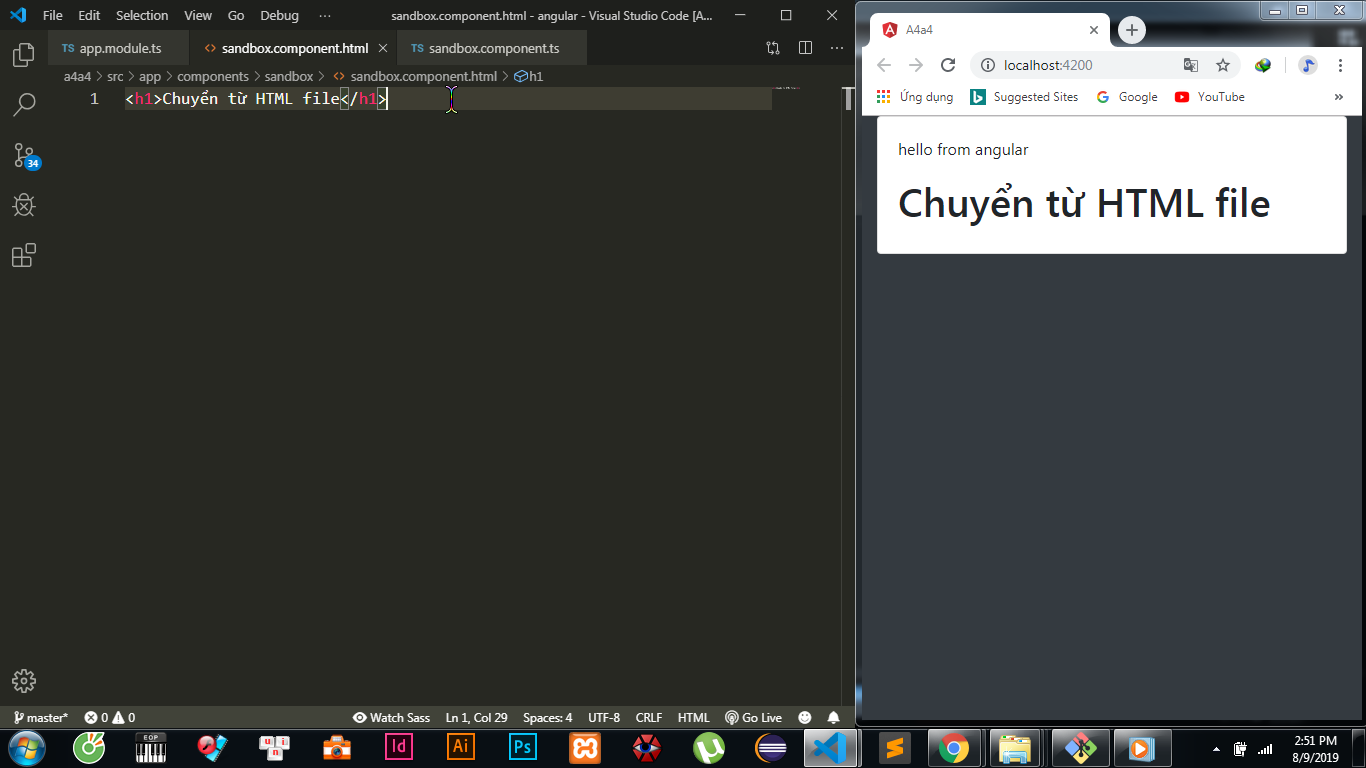 File Edit Selection View Go Debug ··· sandbox.component.html - angular - Visual Studio Code [A...
TS app.module.ts <> sandbox.component.html TS sandbox.component.ts ···
a4a4 > src > app > components > sandbox > <> sandbox.component.html > h1
1 <h1>Chuyển từ HTML file</h1>
34
master* 0 0 Watch Sass Ln 1, Col 29 Spaces: 4 UTF-8 CRLF HTML Go Live
A4a4
localhost:4200
Ứng dụng Suggested Sites Google YouTube »
hello from angular
Chuyển từ HTML file
EOP Id Ai Ps
2:51 PM
8/9/2019